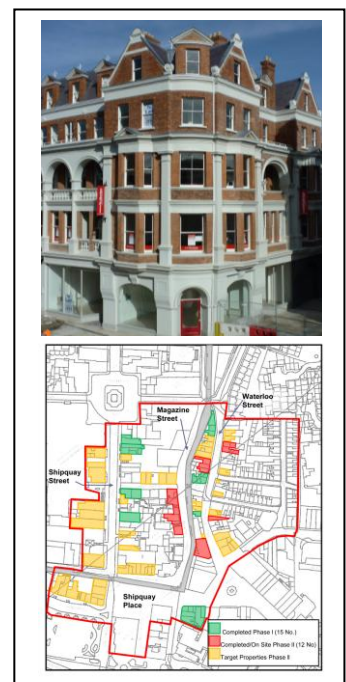 Magazine
Street
Waterloo
Street
Shipquay
Street
Shipquay
Place
Completed Phase I (15 No.)
Completed/On Site Phase II (12 No)
Target Properties Phase II